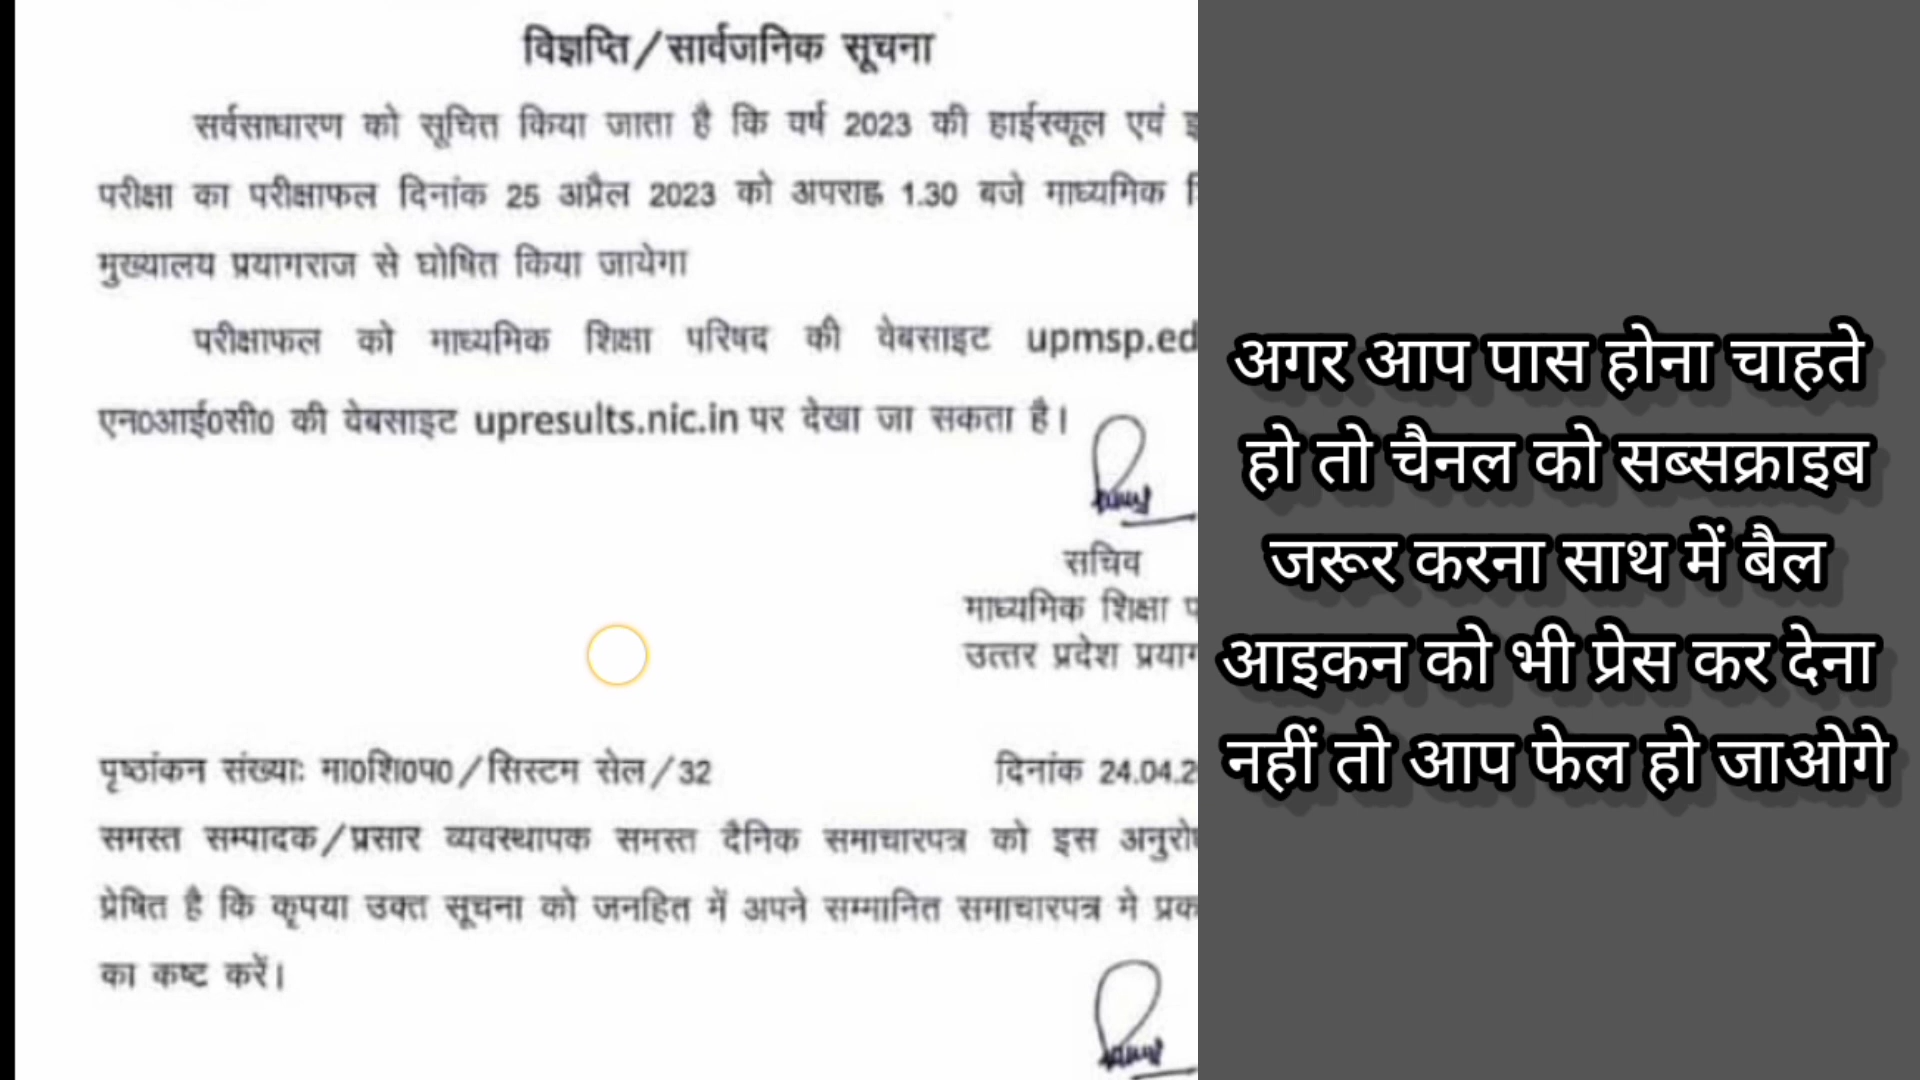 विज्ञप्ति/सार्वजनिक सूचना
सर्वसाधारण को सूचित किया जाता है कि वर्ष 2023 की हाईस्कूल एवं
परीक्षा का परीक्षाफल दिनांक 25 अप्रैल 2023 को अपराह्न 1.30 बजे माध्यमिक
मुख्यालय प्रयागराज से घोषित किया जायेगा
परीक्षाफल को माध्यमिक शिक्षा परिषद की वेबसाइट upmsp.ed
एन0आई0सी0 की वेबसाइट upresults.nic.in पर देखा जा सकता है।
सचिव
माध्यमिक शिक्षा प
उत्तर प्रदेश प्रयाग
पृष्ठांकन संख्याः मा0शि0प0/सिस्टम सेल/32 दिनांक 24.04.2
समस्त सम्पादक/प्रसार व्यवस्थापक समस्त दैनिक समाचारपत्र को इस अनुरो
प्रेषित है कि कृपया उक्त सूचना को जनहित में अपने सम्मानित समाचारपत्र मे प्रक
का कष्ट करें।
अगर आप पास होना चाहते
हो तो चैनल को सब्सक्राइब
जरूर करना साथ में बैल
आइकन को भी प्रेस कर देना
नहीं तो आप फेल हो जाओगे